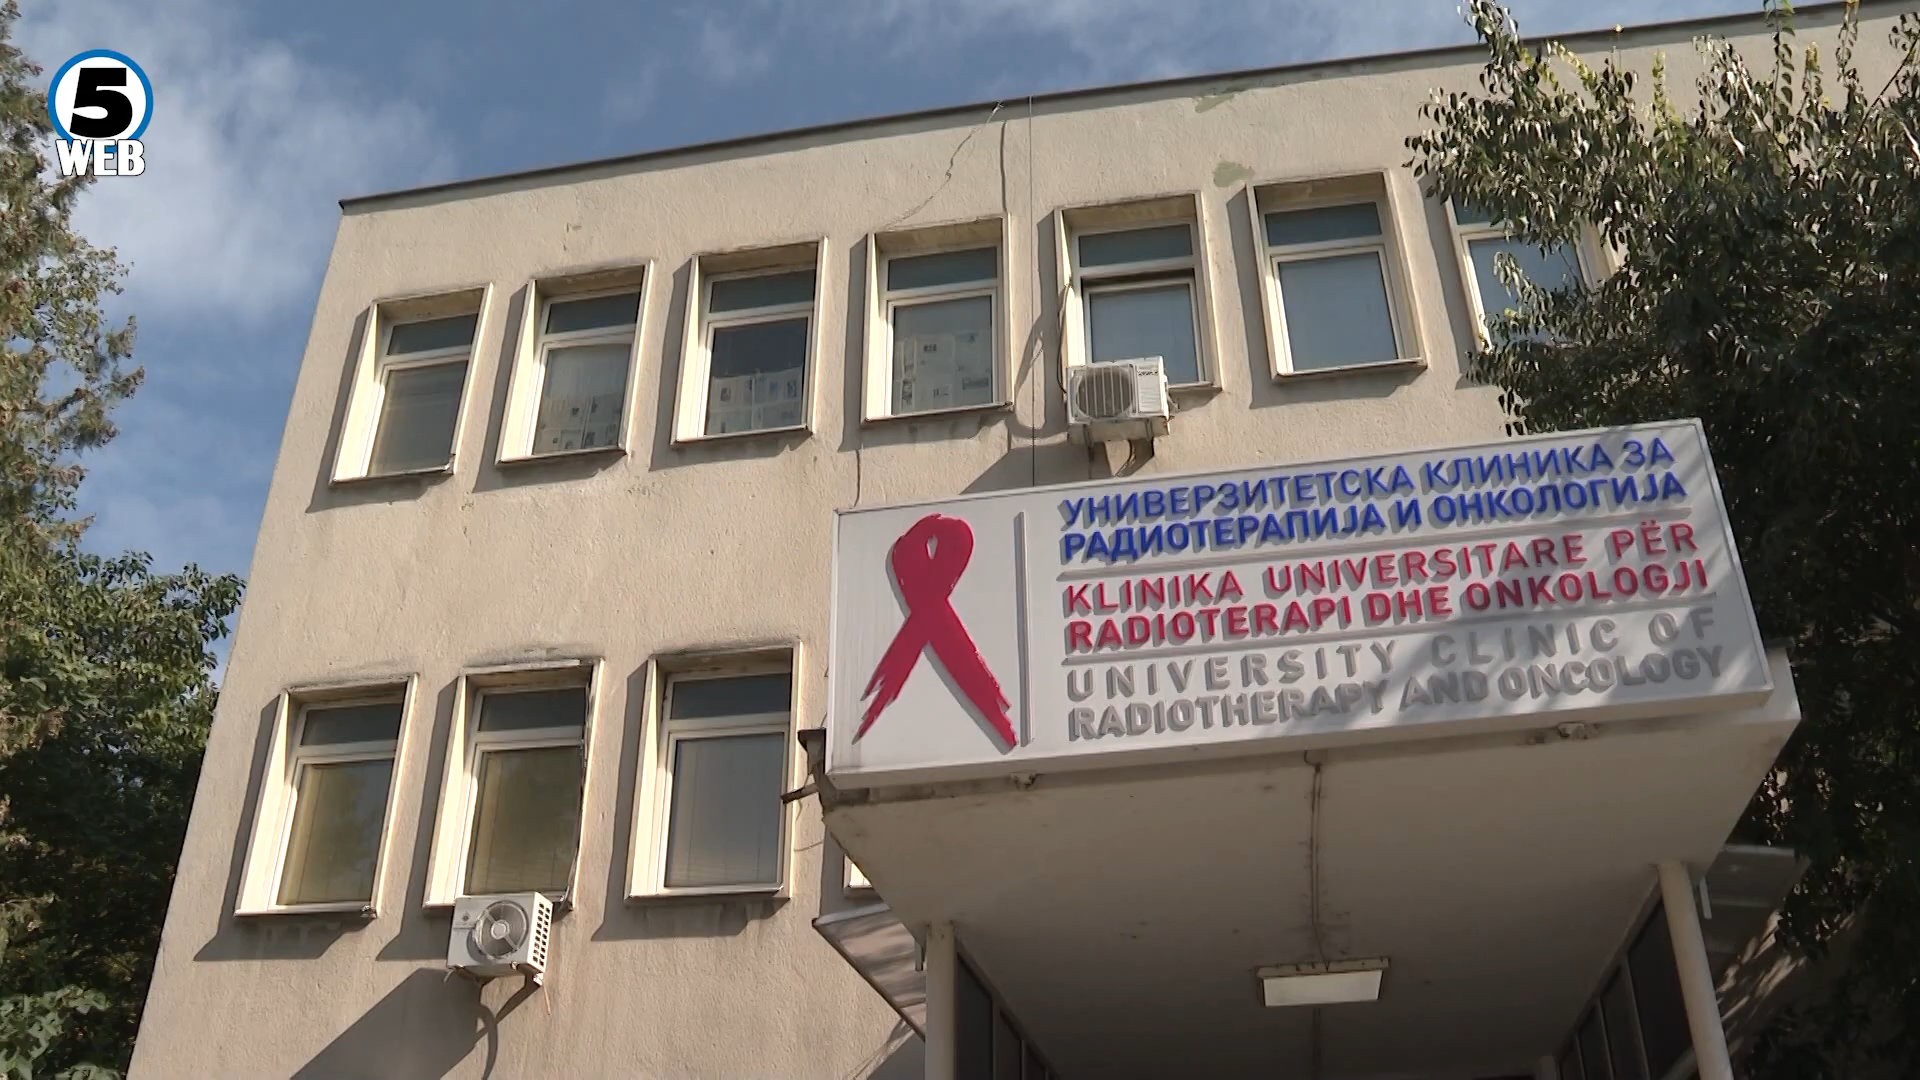 5
WEB
УНИВЕРЗИТЕТСКА КЛИНИКА ЗА
РАДИОТЕРАПИЈА И ОНКОЛОГИЈА
KLINIKA UNIVERSITARE PËR
RADIOTERAPI DHE ONKOLOGJI
UNIVERSITY CLINIC OF
RADIOTHERAPY AND ONCOLOGY